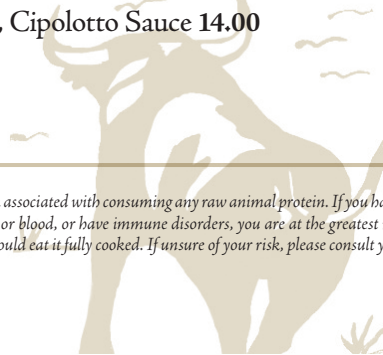 , Cipolotto Sauce 14.00
associated with consuming any raw animal protein. If you ha
or blood, or have immune disorders, you are at the greatest
ould eat it fully cooked. If unsure of your risk, please consult y